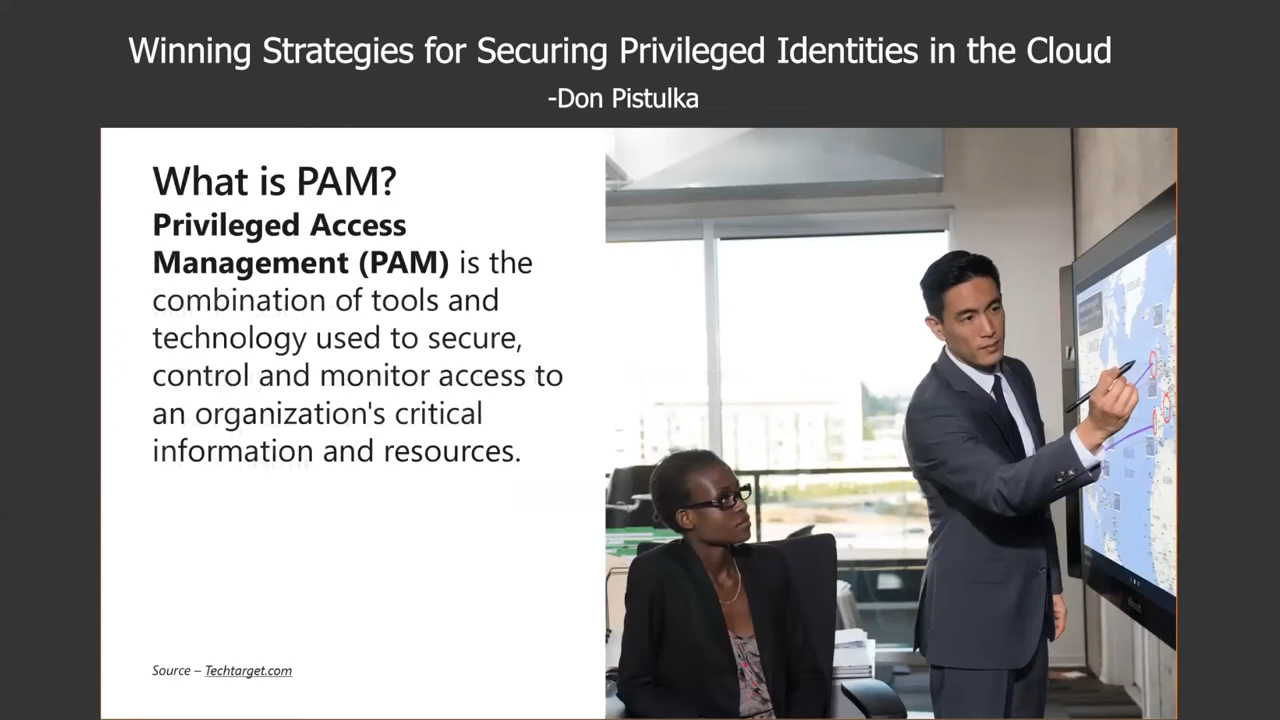 Winning Strategies for Securing Privileged Identities in the Cloud
-Don Pistulka
What is PAM?
Privileged Access
Management (PAM) is the
combination of tools and
technology used to secure,
control and monitor access to
an organization's critical
information and resources.
Source – Techtarget.com